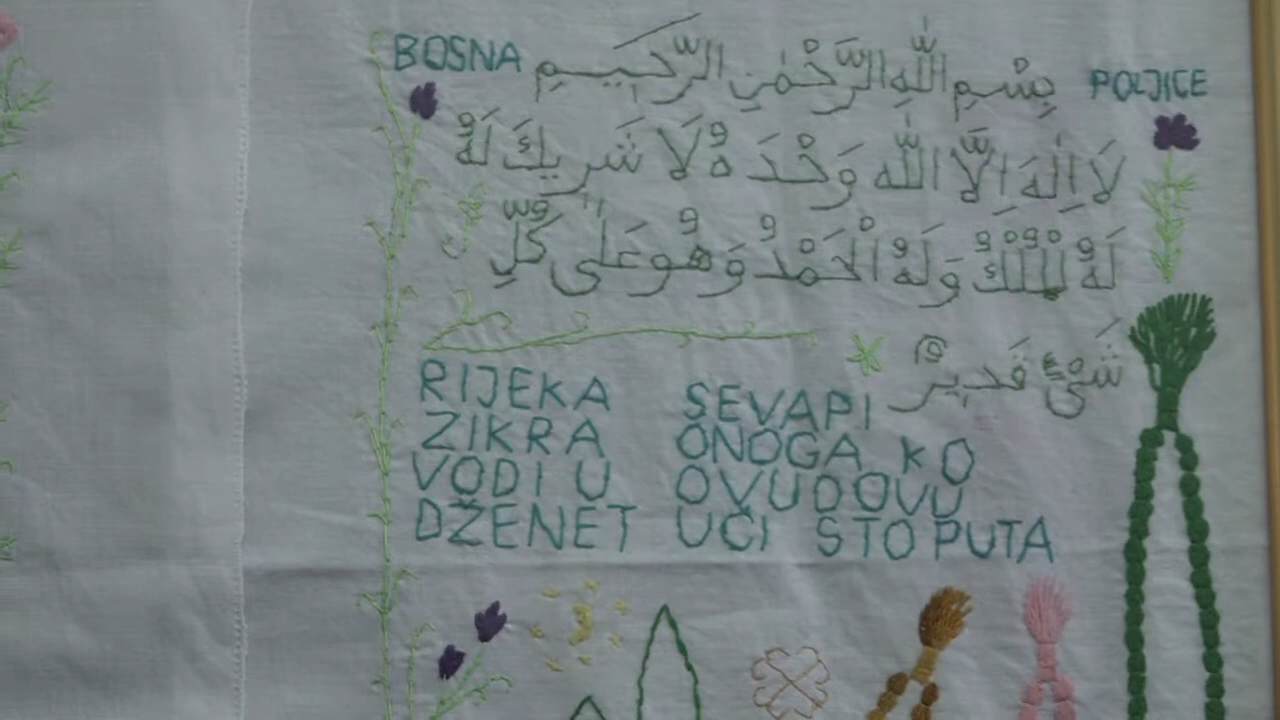 BOSNA بِسْمِ اللّٰهِ الرَّحْمٰنِ الرَّحِيمِ POLJICE
لَا اِلٰهَ اِلَّا اللّٰه وَحْدَهُ لَا شَرِيكَ لَهُ
لَهُ الْمُلْكُ وَلَهُ الْحَمْدُ وَهُوَ عَلٰى كُلِّ
شَیْئٍ قَدِيرٌ
RIJEKA SEVAPI
ZIKRA ONOGA KO
VODI U OVU DOVU
DŽENET UČI STO PUTA